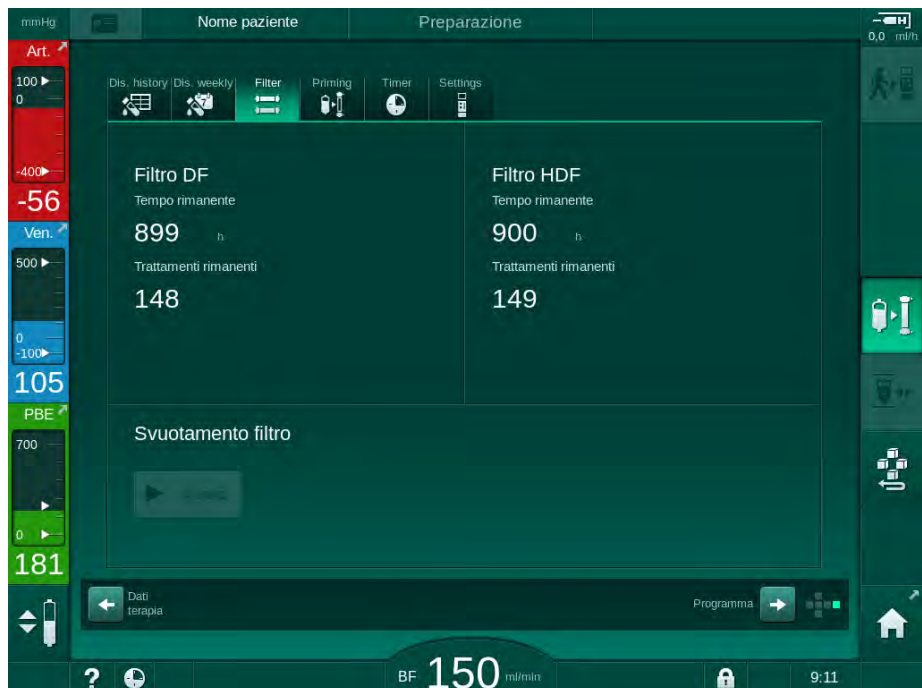 mmHg
Nome paziente
Preparazione
0,0 ml/h
Art.
100
0
-400
-56
Ven.
500
0
-100
105
PBE
700
0
181
Dis. history
Dis. weekly
7
Filter
Priming
Timer
Settings
Filtro DF
Tempo rimanente
899 h
Trattamenti rimanenti
148
Filtro HDF
Tempo rimanente
900 h
Trattamenti rimanenti
149
Svuotamento filtro
Dati
terapia
Programma
?
BF 150 ml/min
9:11